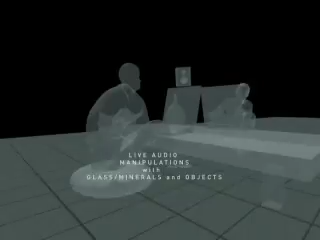 LIVE AUDIO
MANIPULATIONS
with
GLASS/MINERALS and OBJECTS